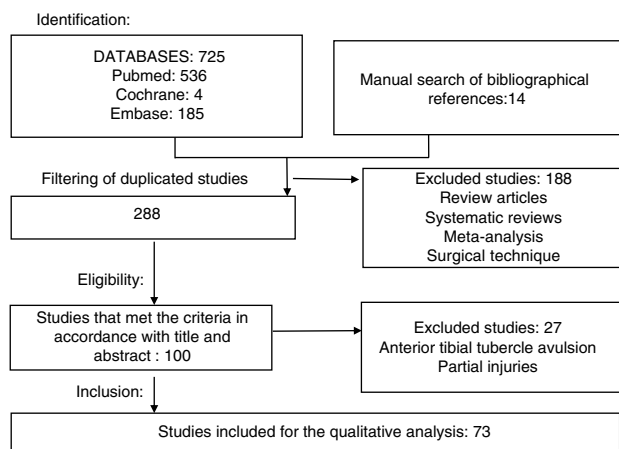 Identification:
DATABASES: 725
Pubmed: 536
Cochrane: 4
Embase: 185
Manual search of bibliographical
references:14
Filtering of duplicated studies
288
Excluded studies: 188
Review articles
Systematic reviews
Meta-analysis
Surgical technique
Eligibility:
Studies that met the criteria in
accordance with title and
abstract : 100
Excluded studies: 27
Anterior tibial tubercle avulsion
Partial injuries
Inclusion:
Studies included for the qualitative analysis: 73